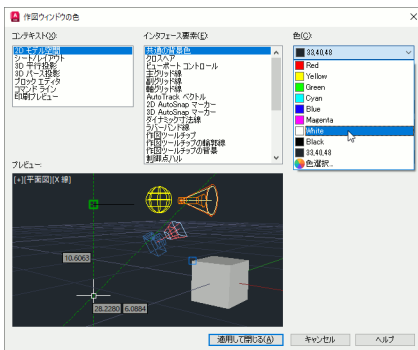 作図ウィンドウの色
コンテキスト(X):
2D モデル空間
シート/レイアウト
3D 平行投影
3D パース投影
ブロック エディタ
コマンド ライン
印刷プレビュー
インタフェース要素(E):
共通の背景色
クロスヘア
ビューポート コントロール
主グリッド線
副グリッド線
軸グリッド線
AutoTrack ベクトル
2D AutoSnap マーカー
3D AutoSnap マーカー
ダイナミック寸法線
ラバーバンド線
作図ツールチップ
作図ツールチップの輪郭線
作図ツールチップの背景
制御点ハル
色(C):
33,40,48
Red
Yellow
Green
Cyan
Blue
Magenta
White
Black
33,40,48
色選択...
プレビュー:
[+][平面図][X 線]
10.6063
28.2280
6.0884
適用して閉じる(A)
キャンセル
ヘルプ